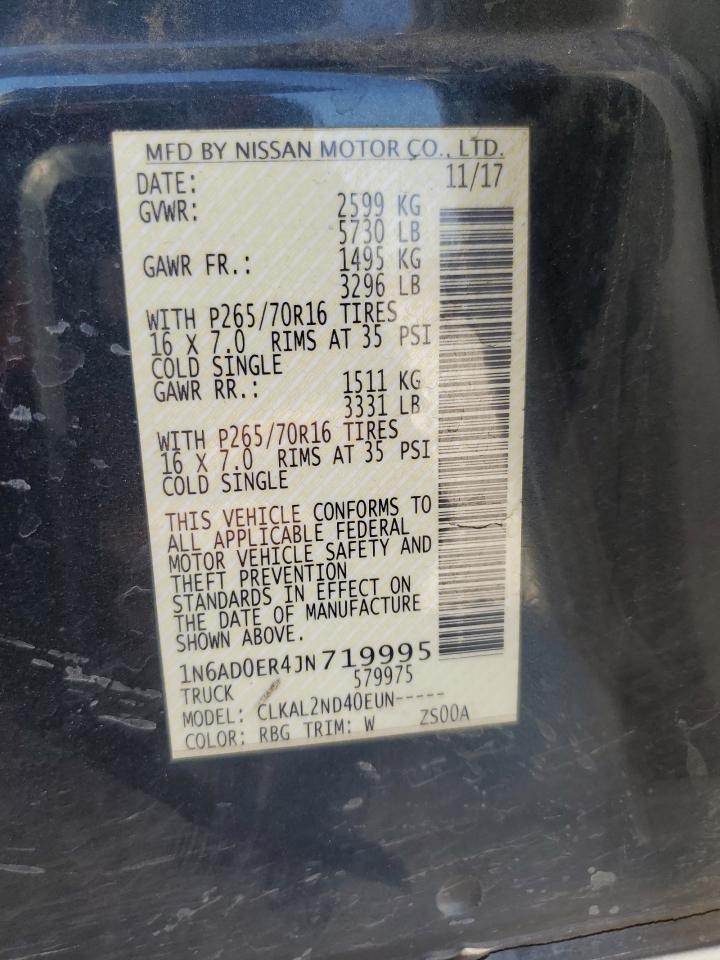 MFD BY NISSAN MOTOR CO., LTD.
DATE: 11/17
GVWR: 2599 KG
5730 LB
GAWR FR.: 1495 KG
3296 LB
WITH P265/70R16 TIRES
16 X 7.0 RIMS AT 35 PSI
COLD SINGLE
GAWR RR.: 1511 KG
3331 LB
WITH P265/70R16 TIRES
16 X 7.0 RIMS AT 35 PSI
COLD SINGLE
THIS VEHICLE CONFORMS TO
ALL APPLICABLE FEDERAL
MOTOR VEHICLE SAFETY AND
THEFT PREVENTION
STANDARDS IN EFFECT ON
THE DATE OF MANUFACTURE
SHOWN ABOVE.
1N6AD0ER4JN719995
TRUCK 579975
MODEL: CLKAL2ND40EUN-----
COLOR: RBG TRIM: W ZS00A